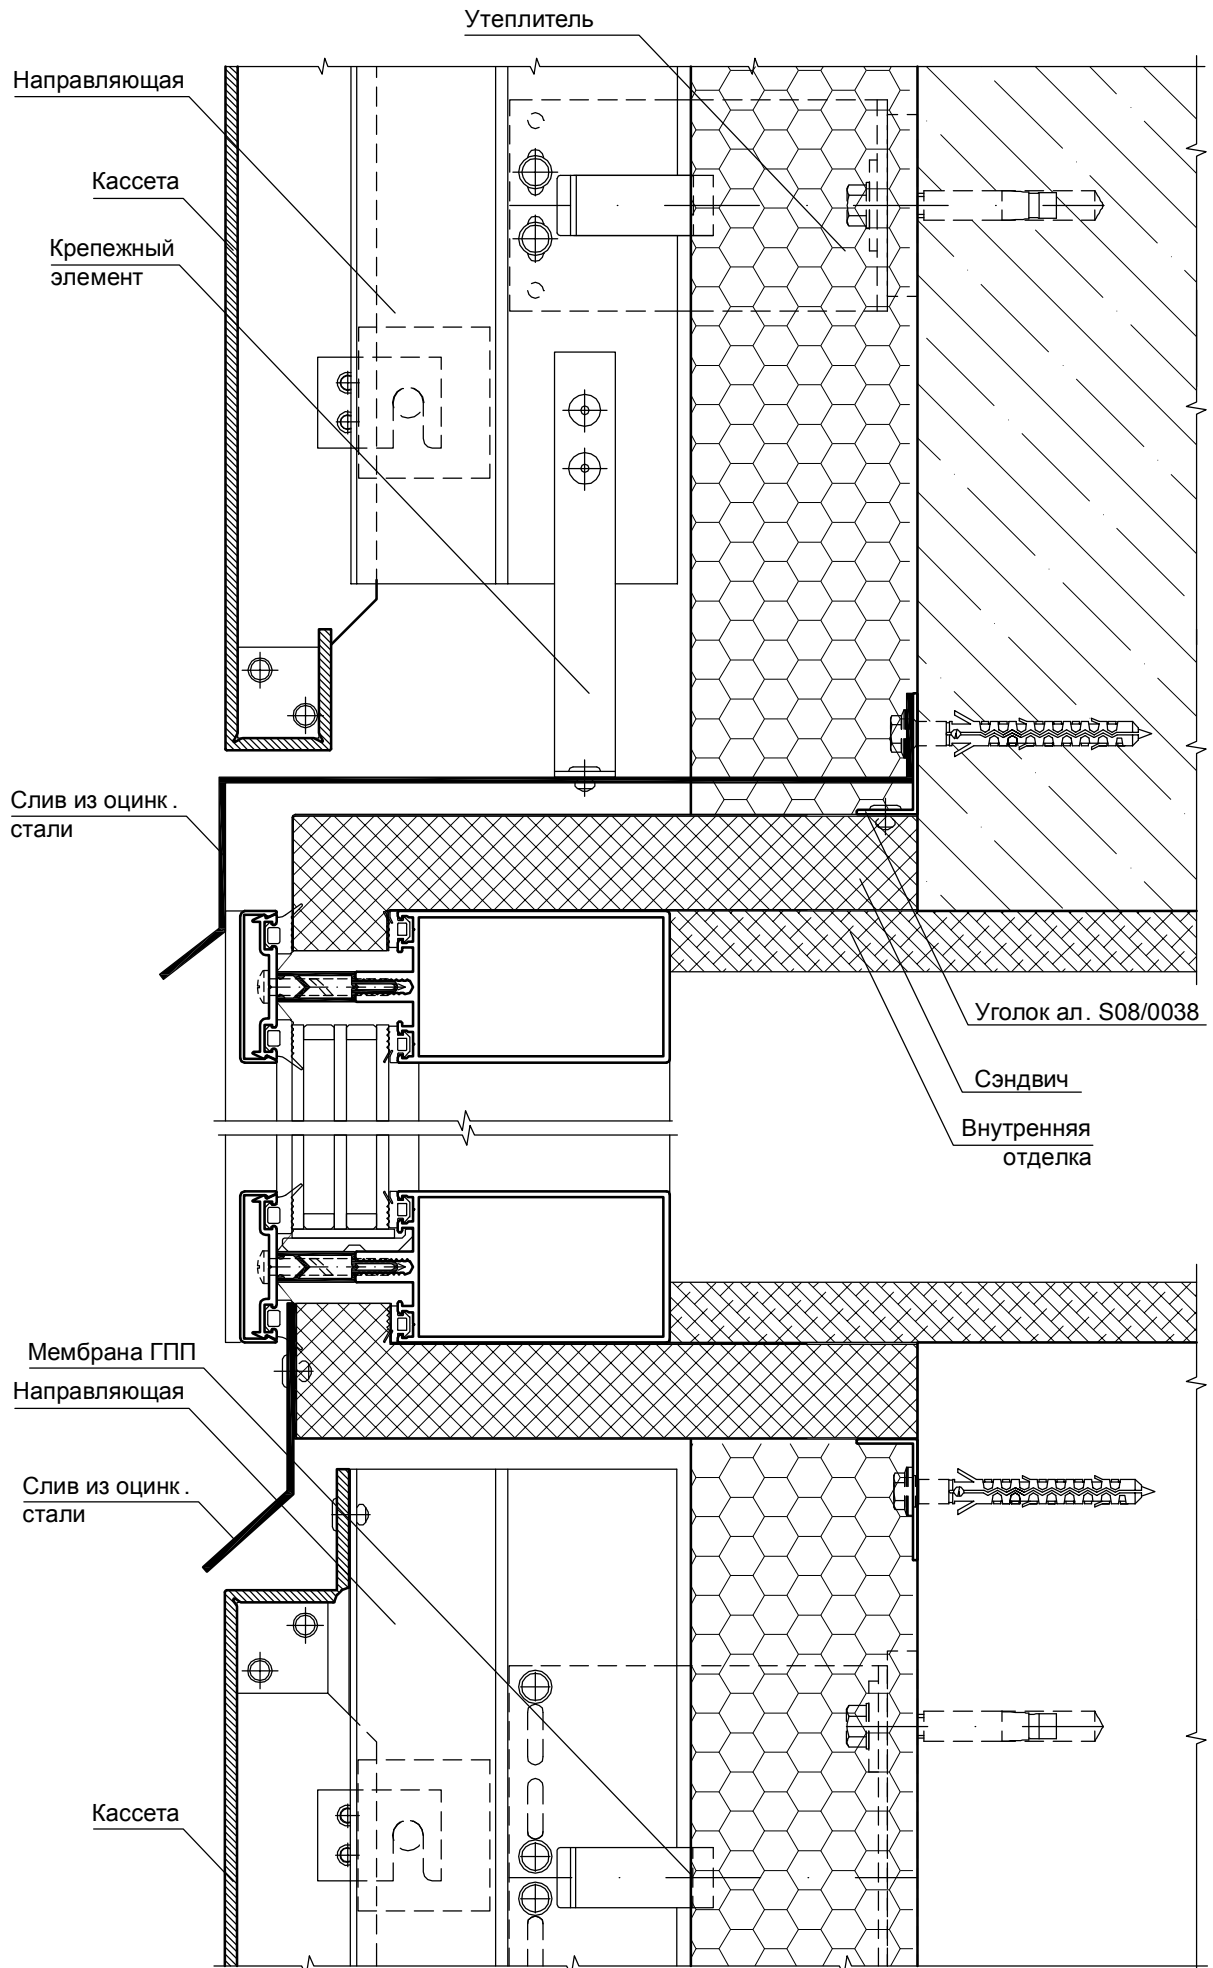 Утеплитель
Направляющая
Кассета
Крепежный
элемент
Слив из оцинк.
стали
Уголок ал. S08/0038
Сэндвич
Внутренняя
отделка
Мембрана ГПП
Направляющая
Слив из оцинк.
стали
Кассета